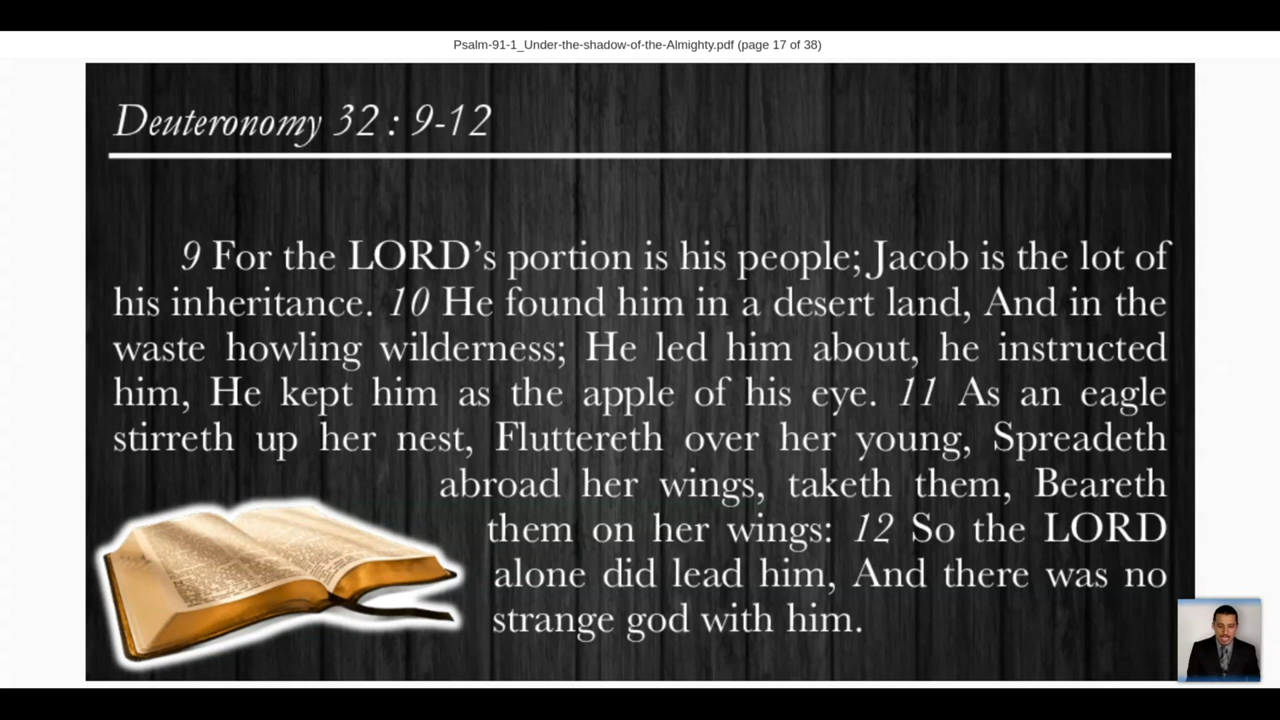 Psalm-91-1_Under-the-shadow-of-the-Almighty.pdf (page 17 of 38)
Deuteronomy 32 : 9-12
9 For the LORD’s portion is his people; Jacob is the lot of
his inheritance. 10 He found him in a desert land, And in the
waste howling wilderness; He led him about, he instructed
him, He kept him as the apple of his eye. 11 As an eagle
stirreth up her nest, Fluttereth over her young, Spreadeth
abroad her wings, taketh them, Beareth
them on her wings: 12 So the LORD
alone did lead him, And there was no
strange god with him.